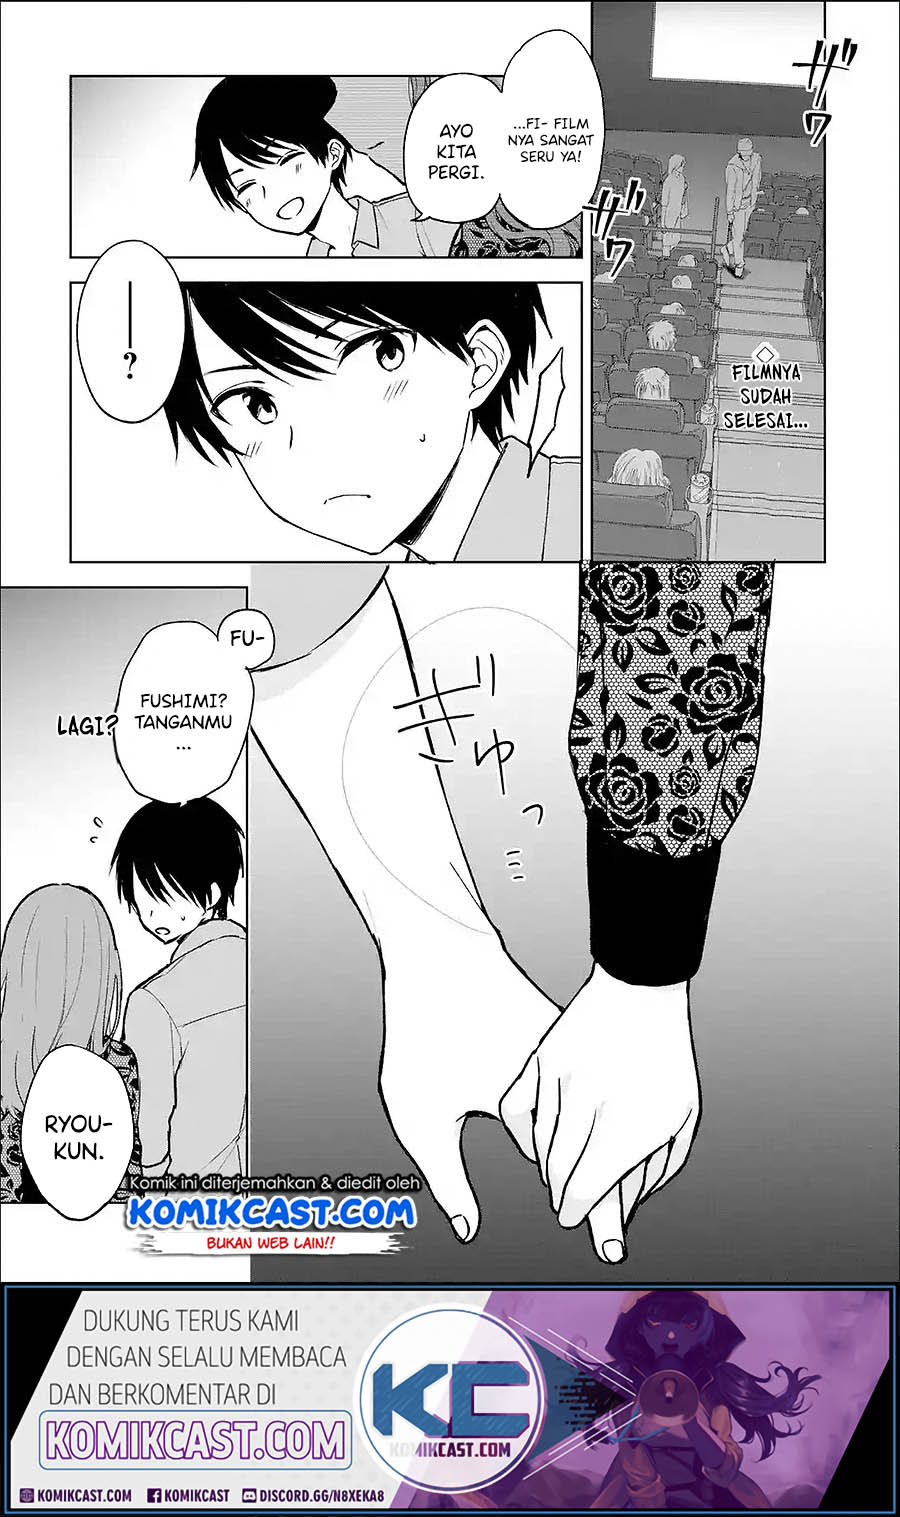 ザワ
ザワ
FILMNYA
SUDAH
SELESAI...
...FI- FILM
NYA SANGAT
SERU YA!
AYO
KITA
PERGI.
—?
ぎゅっ
FU-
FUSHIMI?
TANGANMU
...
LAGI?
RYOU-
KUN.
Komik ini diterjemahkan & diedit oleh
KOMIKCAST.COM
BUKAN WEB LAIN!!
DUKUNG TERUS KAMI
DENGAN SELALU MEMBACA
DAN BERKOMENTAR DI
KOMIKCAST.COM
KOMIKCAST.COM
KOMIKCAST
DISCORD.GG/N8XEKA8
KC
KOMIKCAST.COM